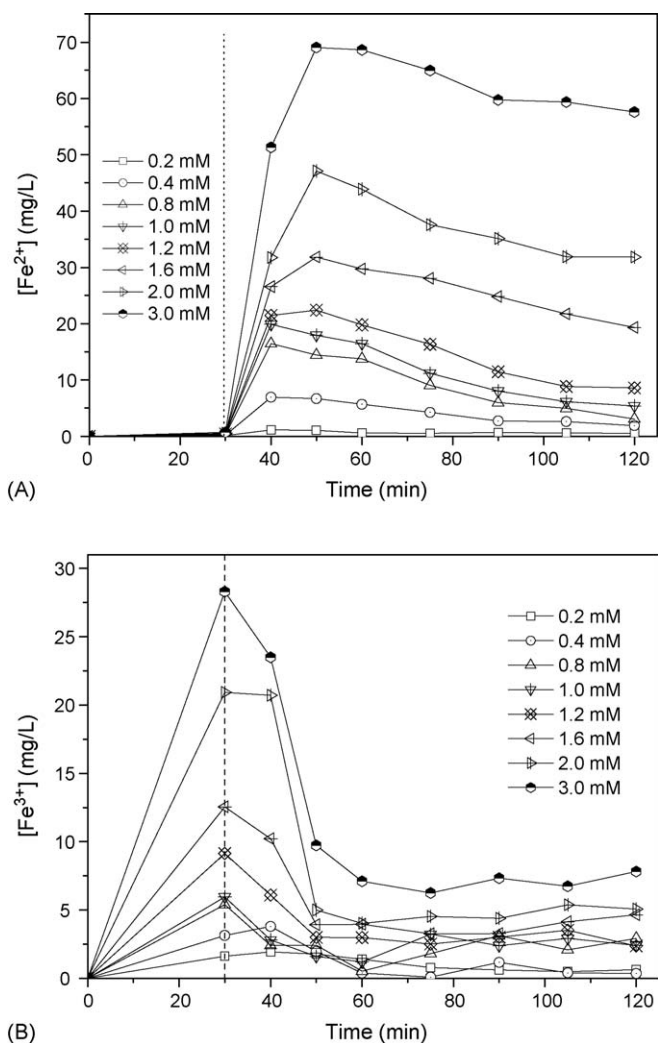 70
60
50
40
30
20
10
0
[Fe2+] (mg/L)
0.2 mM
0.4 mM
0.8 mM
1.0 mM
1.2 mM
1.6 mM
2.0 mM
3.0 mM
0 20 40 60 80 100 120
(A) Time (min)
30
25
20
15
10
5
0
[Fe3+] (mg/L)
0.2 mM
0.4 mM
0.8 mM
1.0 mM
1.2 mM
1.6 mM
2.0 mM
3.0 mM
0 20 40 60 80 100 120
(B) Time (min)